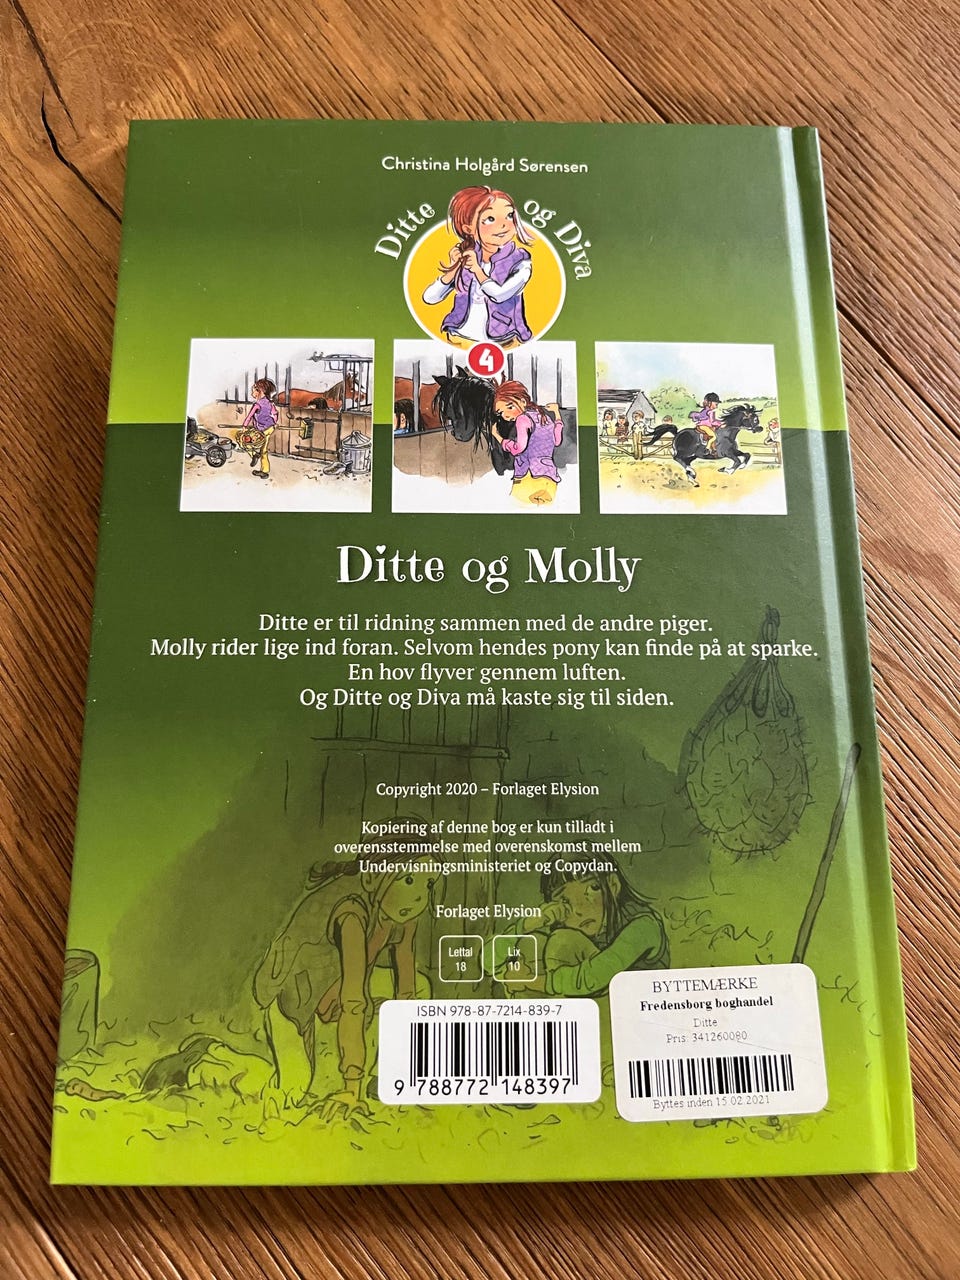 Christina Holgård Sørensen
Ditte og Diva
4
Ditte og Molly
Ditte er til ridning sammen med de andre piger.
Molly rider lige ind foran. Selvom hendes pony kan finde på at sparke.
En hov flyver gennem luften.
Og Ditte og Diva må kaste sig til siden.
Copyright 2020 – Forlaget Elysion
Kopiering af denne bog er kun tilladt i
overensstemmelse med overenskomst mellem
Undervisningsministeriet og Copydan.
Forlaget Elysion
Lettal Lix
18 10
ISBN 978-87-7214-839-7
9 788772 148397
BYTTEMÆRKE
Fredensborg boghandel
Ditte
Pris: 341260080
Byttes inden 15.02.2021